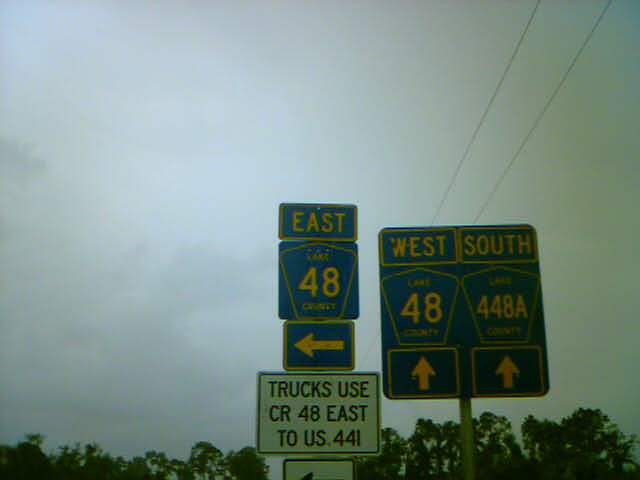 EAST
LAKE
48
COUNTY
TRUCKS USE
CR 48 EAST
TO US 441
WEST
LAKE
48
COUNTY
SOUTH
LAKE
448A
COUNTY